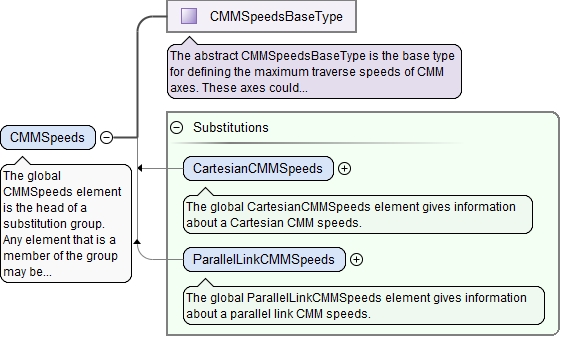 CMMSpeedsBaseType
The abstract CMMSpeedsBaseType is the base type
for defining the maximum traverse speeds of CMM
axes. These axes could...
CMMSpeeds
The global
CMMSpeeds element
is the head of a
substitution group.
Any element that is a
member of the group
may be...
Substitutions
CartesianCMMSpeeds
The global CartesianCMMSpeeds element gives information
about a Cartesian CMM speeds.
ParallelLinkCMMSpeeds
The global ParallelLinkCMMSpeeds element gives information
about a parallel link CMM speeds.